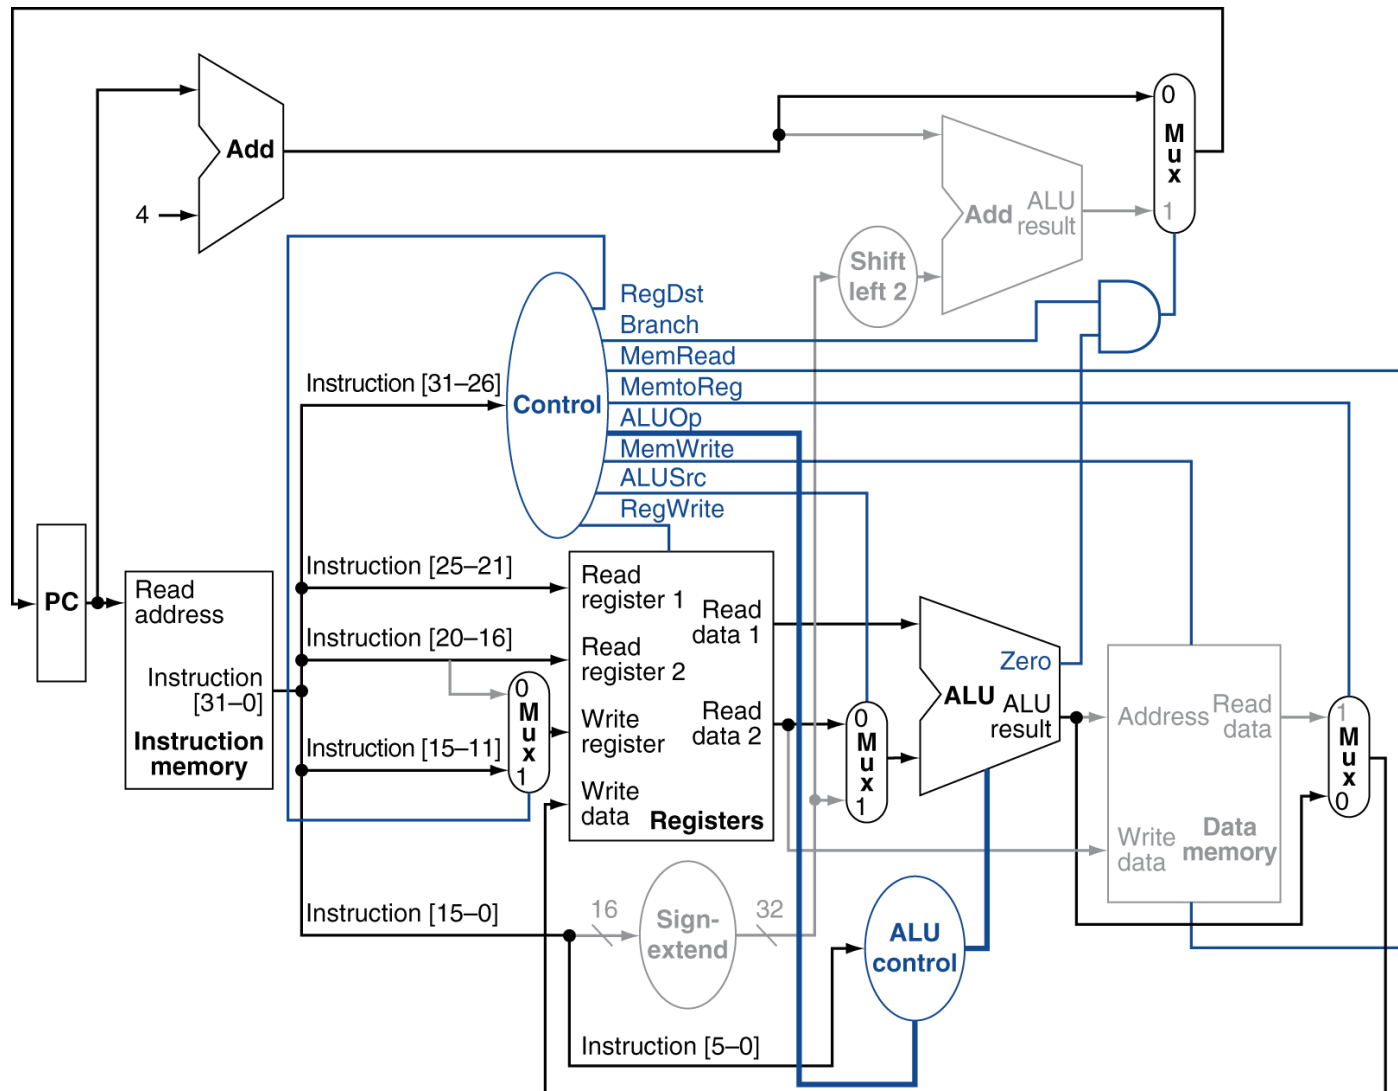 Add
4
0
M
u
x
1
Add
ALU
result
Shift
left 2
RegDst
Branch
MemRead
MemtoReg
ALUOp
MemWrite
ALUSrc
RegWrite
Instruction [31–26]
Control
PC
Read
address
Instruction
[31–0]
Instruction
memory
Instruction [25–21]
Instruction [20–16]
Instruction [15–11]
0
M
u
x
1
Read
register 1
Read
register 2
Write
register
Write
data
Read
data 1
Read
data 2
Registers
0
M
u
x
1
Zero
ALU
ALU
result
Address
Read
data
Write
data
Data
memory
1
M
u
x
0
Instruction [15–0]
16
Sign-
extend
32
ALU
control
Instruction [5–0]